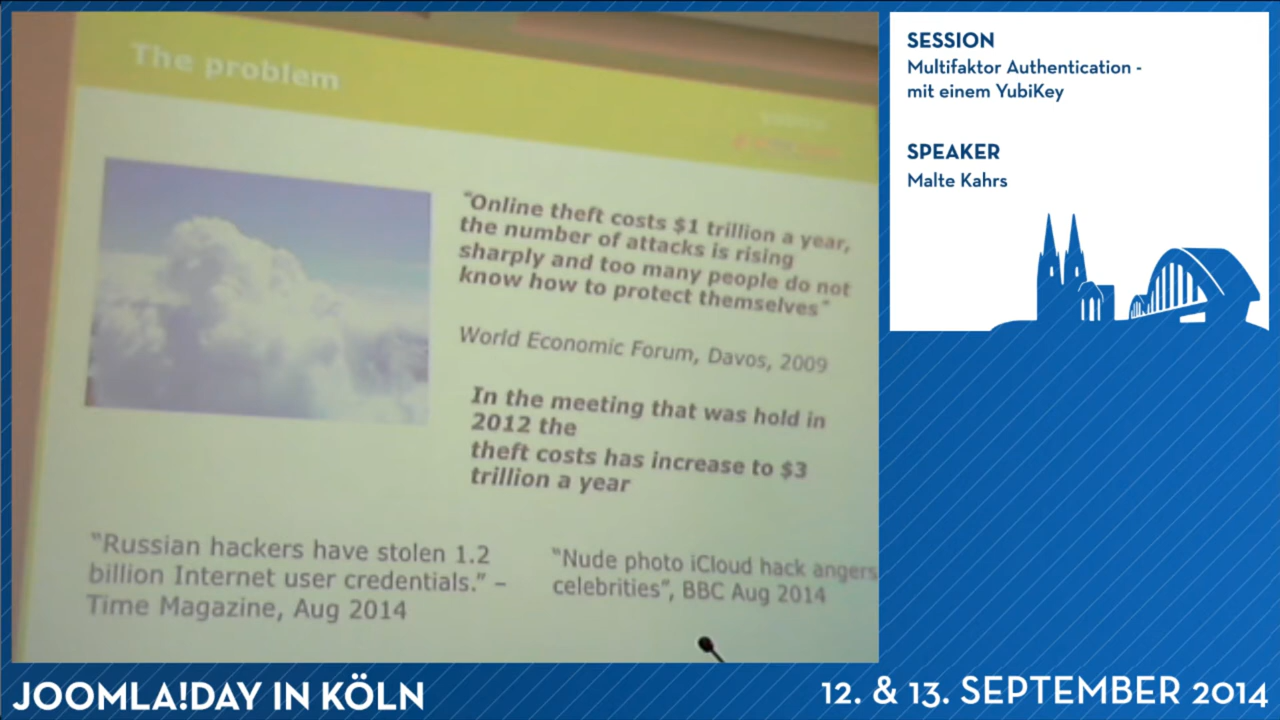 The problem
"Online theft costs $1 trillion a year,
the number of attacks is rising
sharply and too many people do not
know how to protect themselves"
World Economic Forum, Davos, 2009
In the meeting that was hold in
2012 the
theft costs has increase to $3
trillion a year
"Russian hackers have stolen 1.2
billion Internet user credentials." –
Time Magazine, Aug 2014
"Nude photo iCloud hack angers
celebrities", BBC Aug 2014
SESSION
Multifaktor Authentication -
mit einem YubiKey
SPEAKER
Malte Kahrs
JOOMLA!DAY IN KÖLN
12. & 13. SEPTEMBER 2014